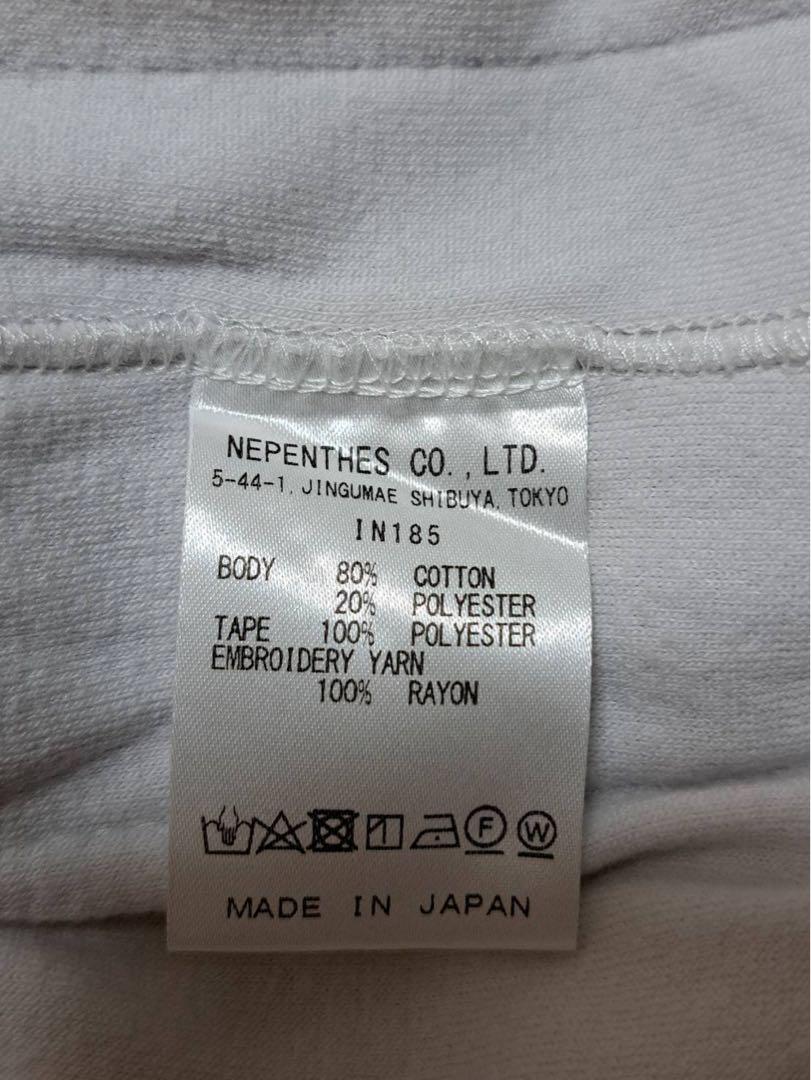 NEPENTHES CO., LTD.
5-44-1, JINGUMAE SHIBUYA, TOKYO
IN185
BODY 80% COTTON
20% POLYESTER
TAPE 100% POLYESTER
EMBROIDERY YARN
100% RAYON
F W
MADE IN JAPAN